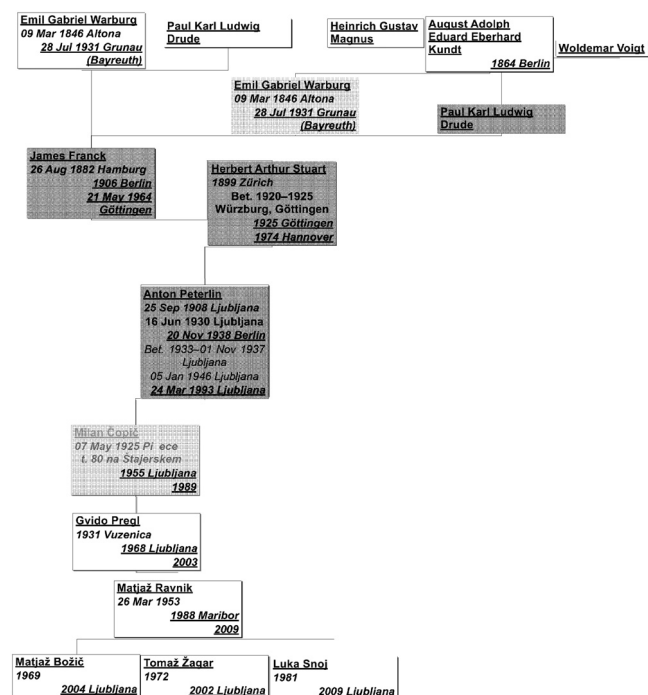 Emil Gabriel Warburg
09 Mar 1846 Altona
28 Jul 1931 Grunau
(Bayreuth)
Paul Karl Ludwig
Drude
Heinrich Gustav
Magnus
August Adolph
Eduard Eberhard
Kundt
1864 Berlin
Woldemar Voigt
Emil Gabriel Warburg
09 Mar 1846 Altona
28 Jul 1931 Grunau
(Bayreuth)
Paul Karl Ludwig
Drude
James Franck
26 Aug 1882 Hamburg
1906 Berlin
21 May 1964
Göttingen
Herbert Arthur Stuart
1899 Zürich
Bet. 1920–1925
Würzburg, Göttingen
1925 Göttingen
1974 Hannover
Anton Peterlin
25 Sep 1908 Ljubljana
16 Jun 1930 Ljubljana
20 Nov 1938 Berlin
Bet. 1933–01 Nov 1937
Ljubljana
05 Jan 1946 Ljubljana
24 Mar 1993 Ljubljana
Milan Čopič
07 May 1925 Pi ece
t. 80 na Štajerskem
1955 Ljubljana
1989
Gvido Pregl
1931 Vuzenica
1968 Ljubljana
2003
Matjaž Ravnik
26 Mar 1953
1988 Maribor
2009
Matjaž Božič
1969
2004 Ljubljana
Tomaž Žagar
1972
2002 Ljubljana
Luka Snoj
1981
2009 Ljubljana